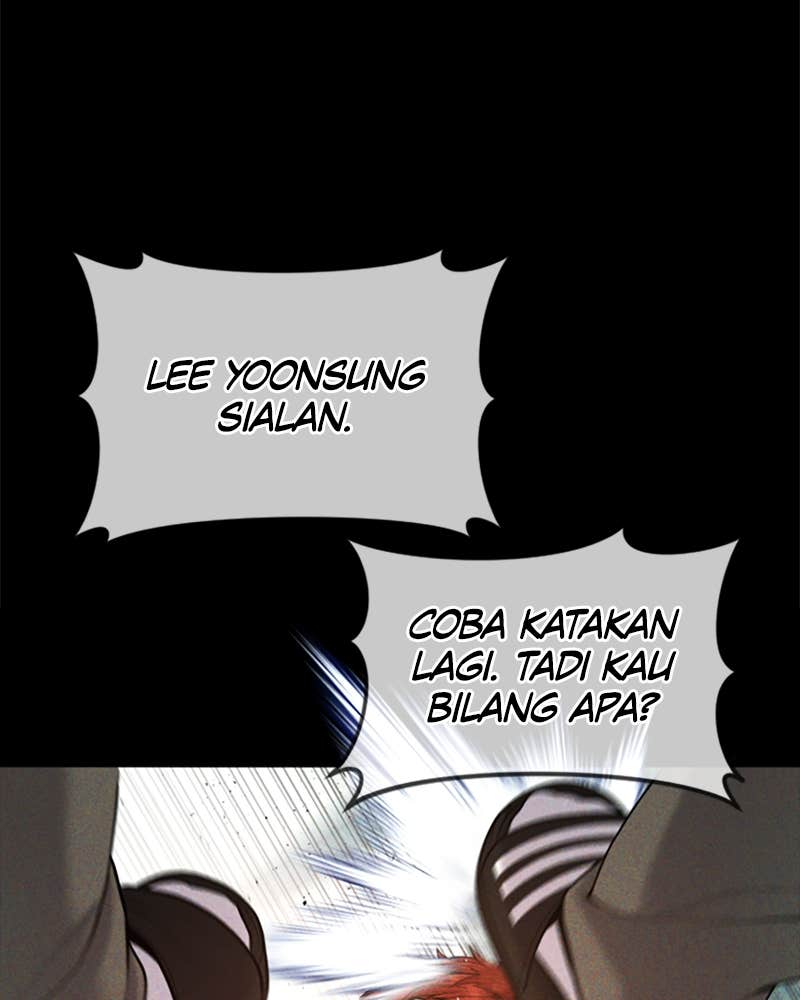 LEE YOONSUNG
SIALAN.
COBA KATAKAN
LAGI. TADI KAU
BILANG APA?